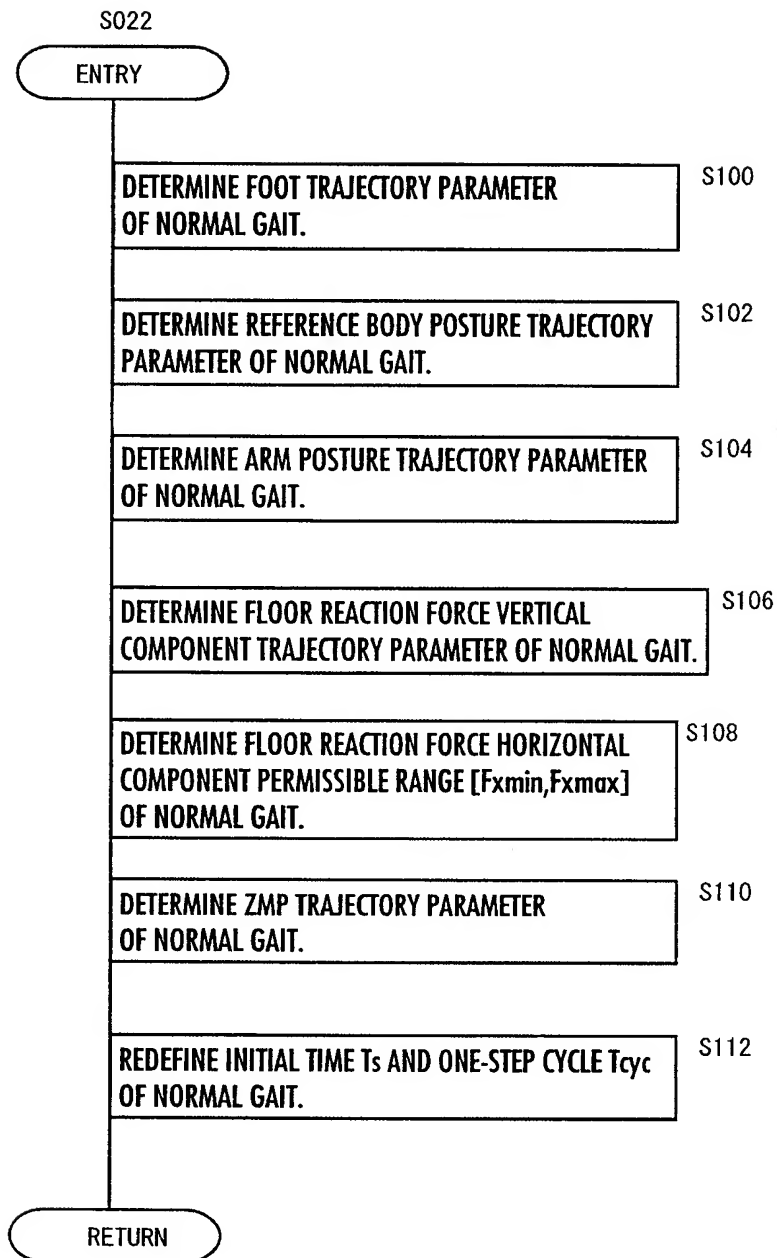 S022
ENTRY
DETERMINE FOOT TRAJECTORY PARAMETER
OF NORMAL GAIT.
S100
DETERMINE REFERENCE BODY POSTURE TRAJECTORY
PARAMETER OF NORMAL GAIT.
S102
DETERMINE ARM POSTURE TRAJECTORY PARAMETER
OF NORMAL GAIT.
S104
DETERMINE FLOOR REACTION FORCE VERTICAL
COMPONENT TRAJECTORY PARAMETER OF NORMAL GAIT.
S106
DETERMINE FLOOR REACTION FORCE HORIZONTAL
COMPONENT PERMISSIBLE RANGE [Fxmin,Fxmax]
OF NORMAL GAIT.
S108
DETERMINE ZMP TRAJECTORY PARAMETER
OF NORMAL GAIT.
S110
REDEFINE INITIAL TIME Ts AND ONE-STEP CYCLE Tcyc
OF NORMAL GAIT.
S112
RETURN